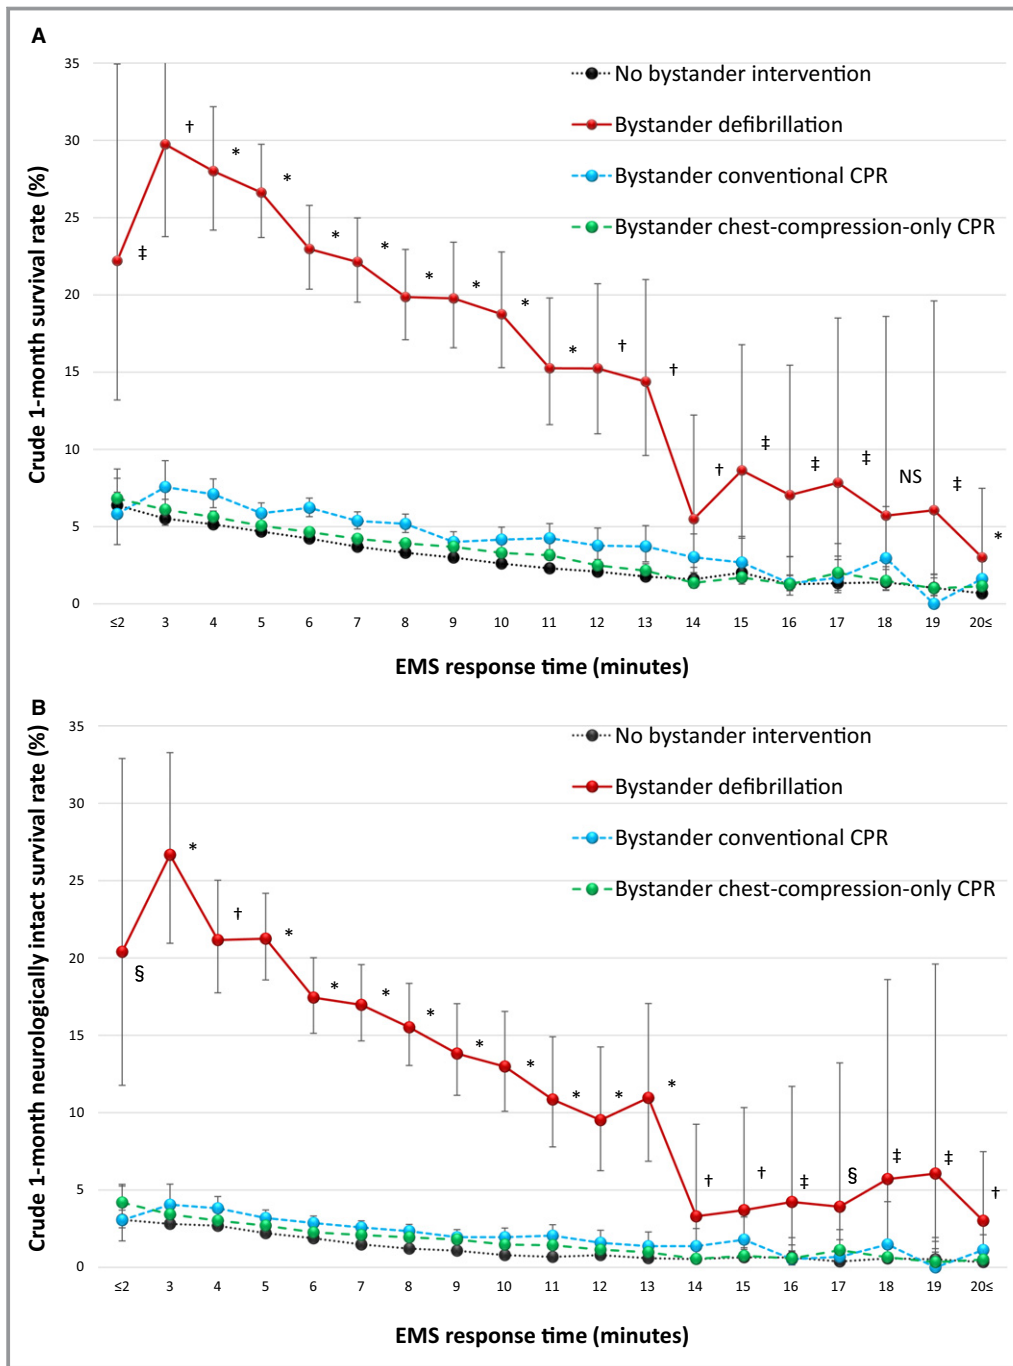 A
Crude 1-month survival rate (%)
35
30
25
20
15
10
5
0
No bystander intervention
Bystander defibrillation
Bystander conventional CPR
Bystander chest-compression-only CPR
‡ † * * * * * * * * † † † ‡ ‡ ‡ NS ‡ *
≤2 3 4 5 6 7 8 9 10 11 12 13 14 15 16 17 18 19 20≤
EMS response time (minutes)
B
Crude 1-month neurologically intact survival rate (%)
35
30
25
20
15
10
5
0
No bystander intervention
Bystander defibrillation
Bystander conventional CPR
Bystander chest-compression-only CPR
§ * † * * * * * * * * * † † ‡ § ‡ ‡ †
≤2 3 4 5 6 7 8 9 10 11 12 13 14 15 16 17 18 19 20≤
EMS response time (minutes)